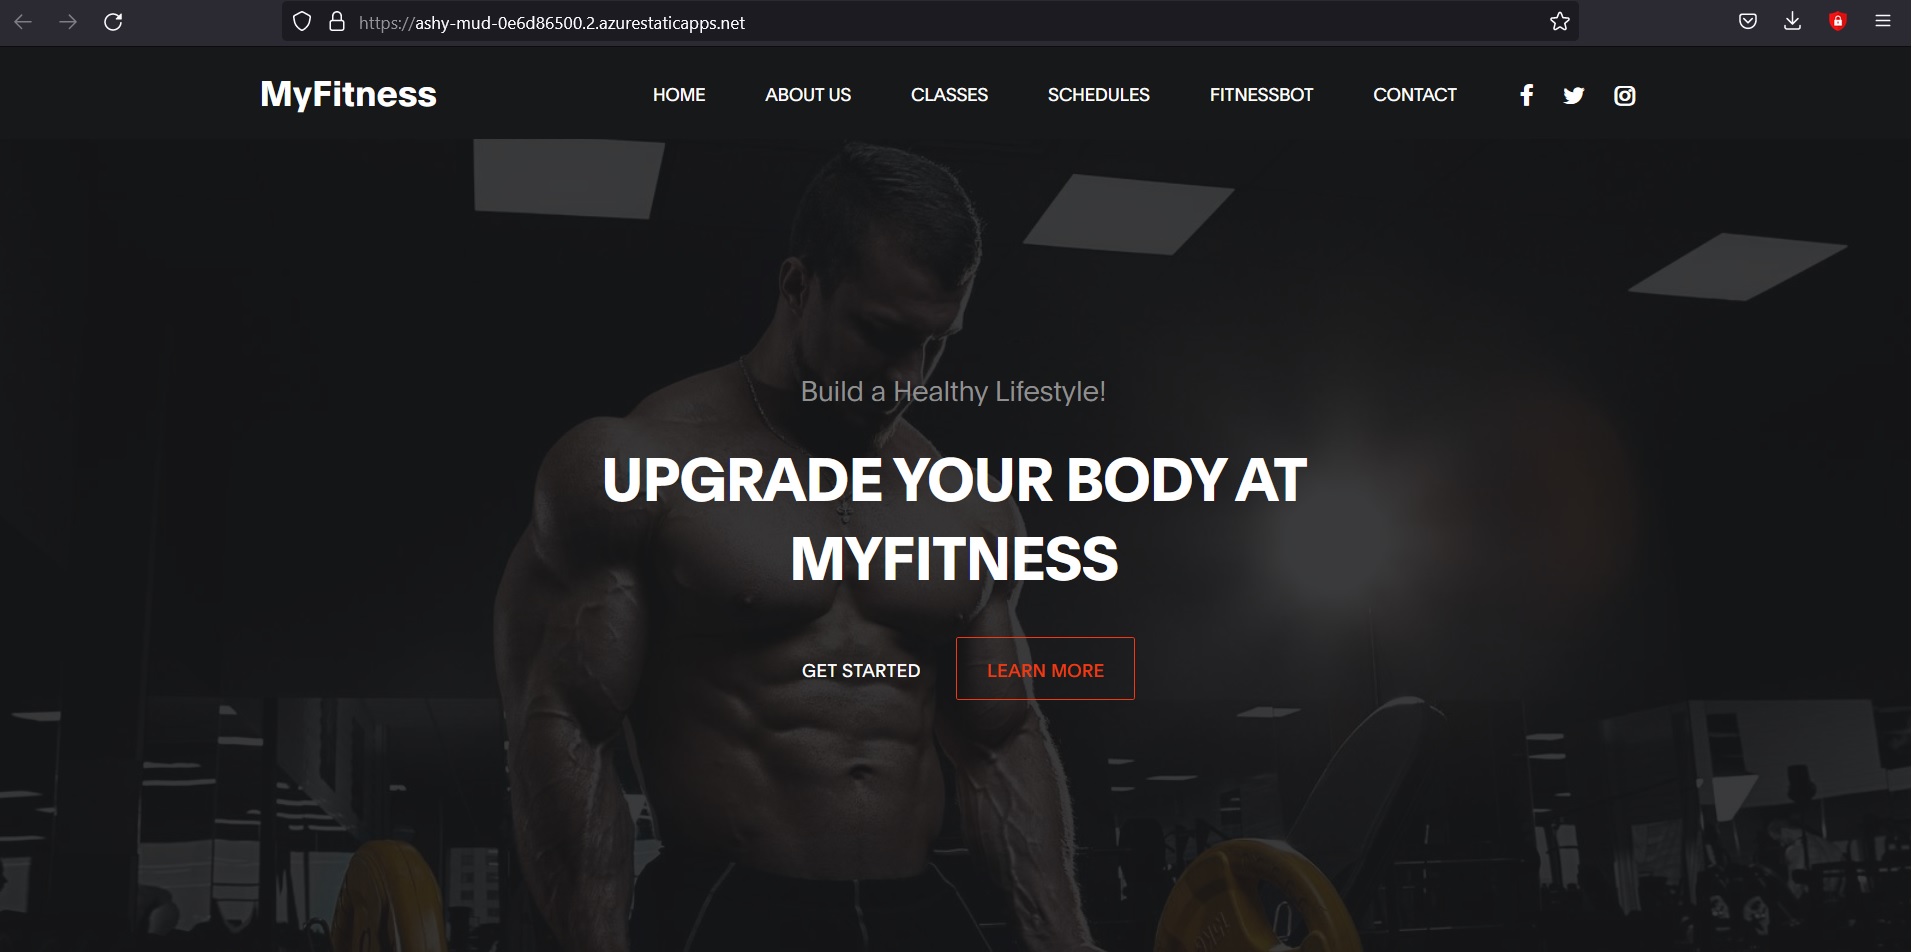 https://ashy-mud-0e6d86500.2.azurestaticapps.net
MyFitness
HOME
ABOUT US
CLASSES
SCHEDULES
FITNESSBOT
CONTACT
Build a Healthy Lifestyle!
UPGRADE YOUR BODY AT
MYFITNESS
GET STARTED
LEARN MORE